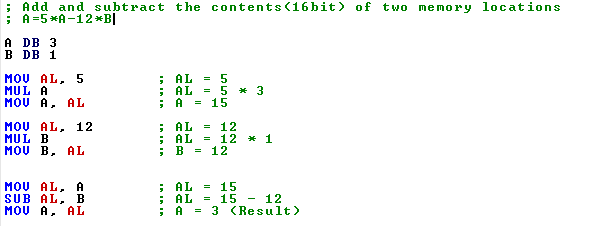 ; Add and subtract the contents(16bit) of two memory locations
; A=5*A-12*B
A DB 3
B DB 1
MOV AL, 5 ; AL = 5
MUL A ; AL = 5 * 3
MOV A, AL ; A = 15
MOV AL, 12 ; AL = 12
MUL B ; AL = 12 * 1
MOV B, AL ; B = 12
MOV AL, A ; AL = 15
SUB AL, B ; AL = 15 - 12
MOV A, AL ; A = 3 (Result)